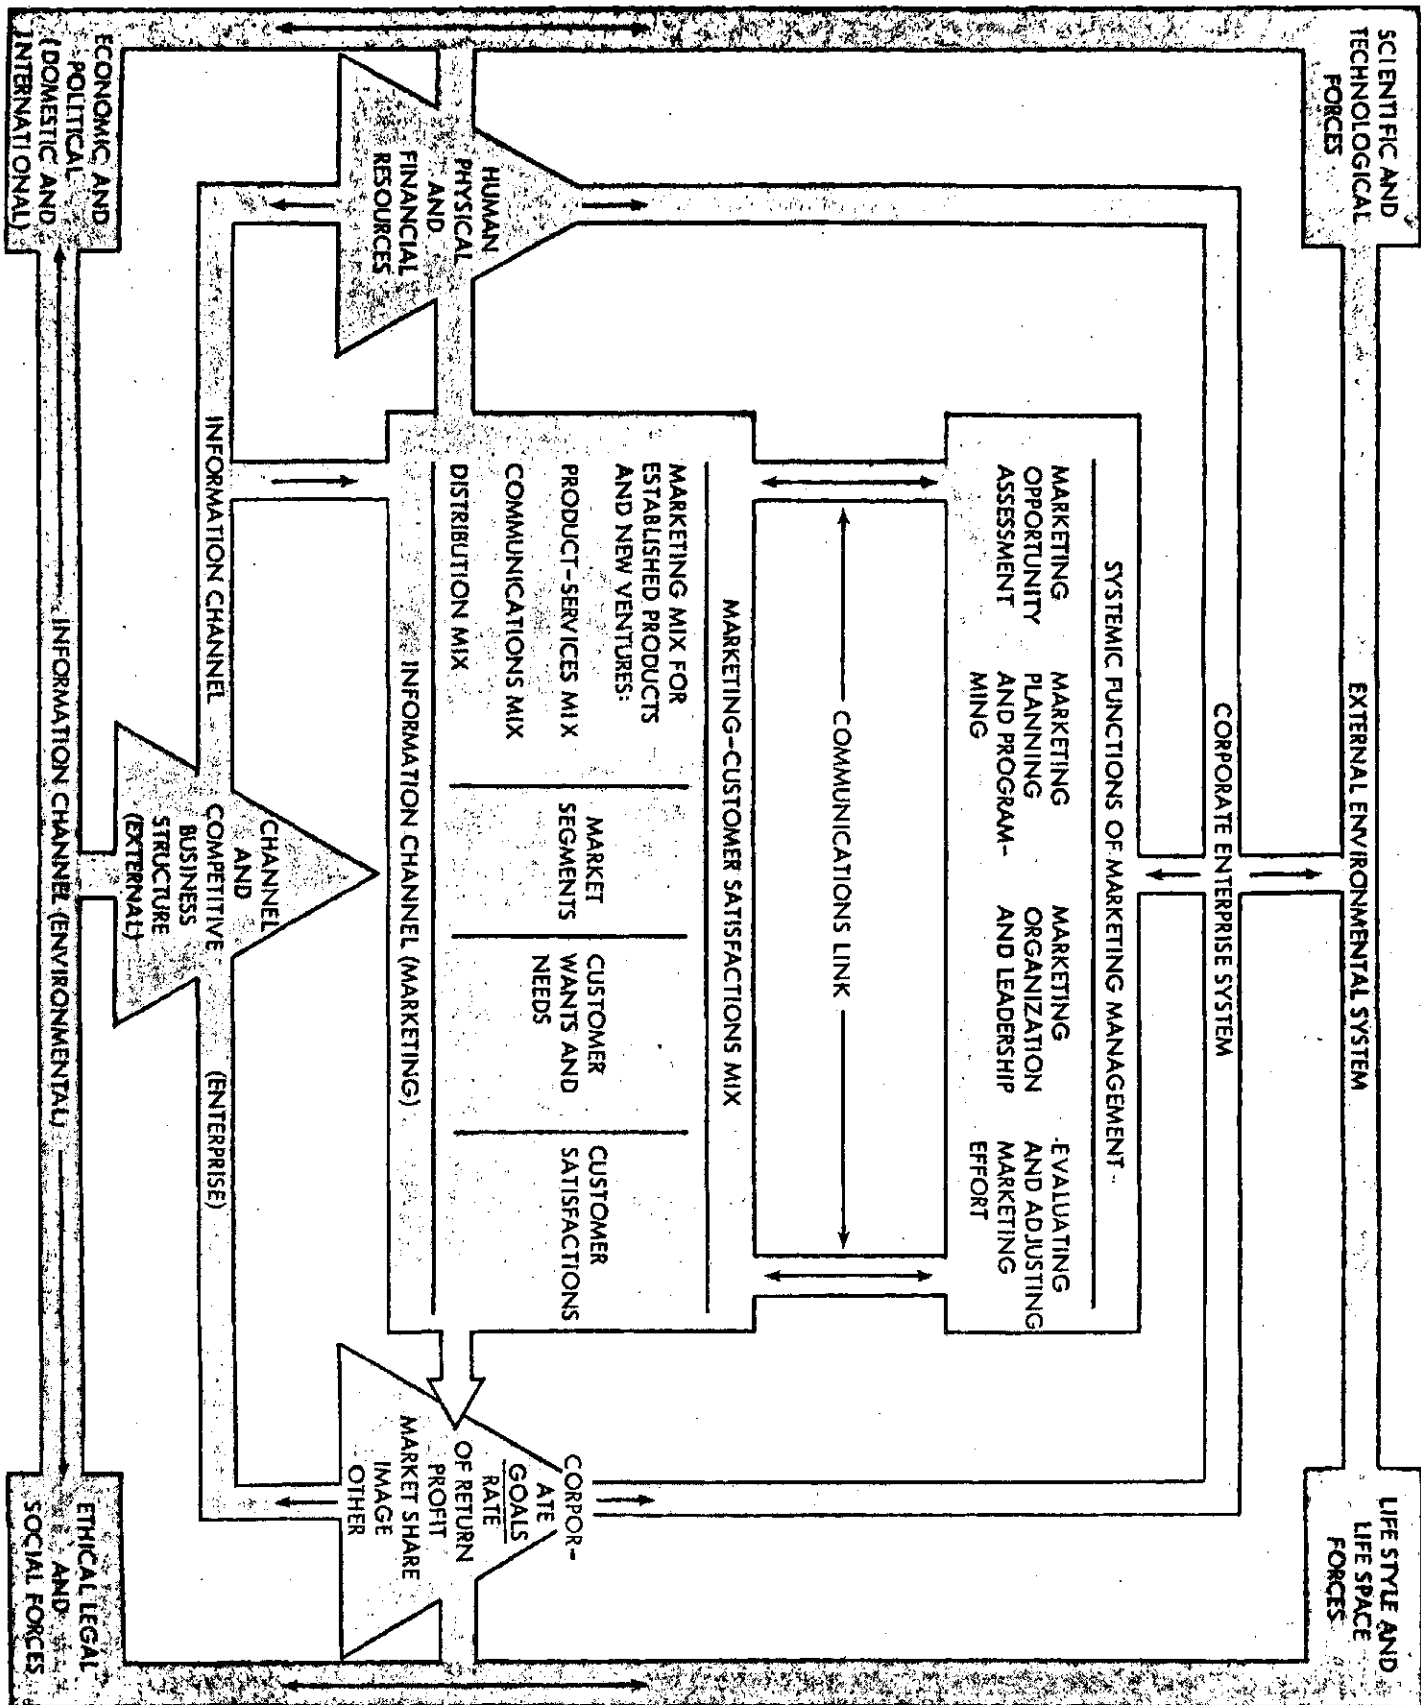 SCIENTIFIC AND
TECHNOLOGICAL
FORCES
EXTERNAL ENVIRONMENTAL SYSTEM
LIFE STYLE AND
LIFE SPACE
FORCES
CORPORATE ENTERPRISE SYSTEM
SYSTEMIC FUNCTIONS OF MARKETING MANAGEMENT
MARKETING
OPPORTUNITY
ASSESSMENT
MARKETING
PLANNING
AND PROGRAM-
MING
MARKETING
ORGANIZATION
AND LEADERSHIP
EVALUATING
AND ADJUSTING
MARKETING
EFFORT
COMMUNICATIONS LINK
MARKETING-CUSTOMER SATISFACTIONS MIX
MARKETING MIX FOR
ESTABLISHED PRODUCTS
AND NEW VENTURES:
PRODUCT-SERVICES MIX
COMMUNICATIONS MIX
DISTRIBUTION MIX
MARKET
SEGMENTS
CUSTOMER
WANTS AND
NEEDS
CUSTOMER
SATISFACTIONS
INFORMATION CHANNEL (MARKETING)
HUMAN
PHYSICAL
AND
FINANCIAL
RESOURCES
CORPOR-
ATE
GOALS
RATE
OF RETURN
PROFIT
MARKET SHARE
IMAGE
OTHER
CHANNEL
AND
COMPETITIVE
BUSINESS
STRUCTURE
(EXTERNAL)
INFORMATION CHANNEL
(ENTERPRISE)
ECONOMIC AND
POLITICAL
(DOMESTIC AND
INTERNATIONAL)
INFORMATION CHANNEL (ENVIRONMENTAL)
ETHICAL LEGAL
AND
SOCIAL FORCES